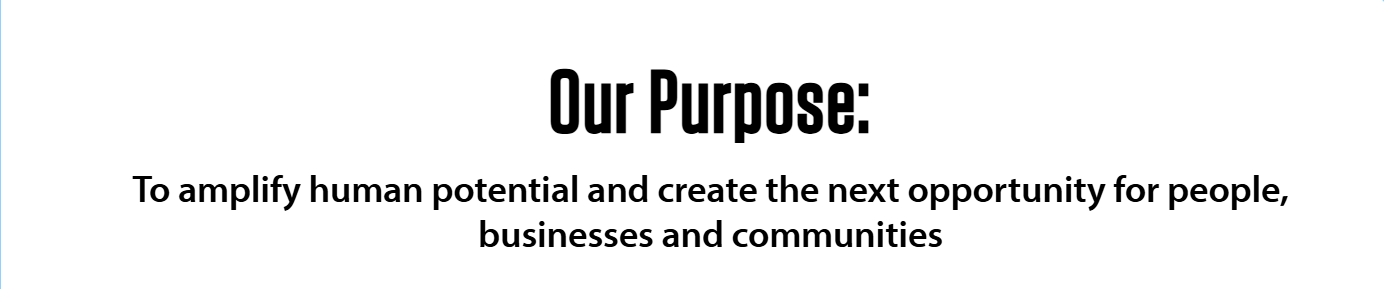 Our Purpose:
To amplify human potential and create the next opportunity for people,
businesses and communities